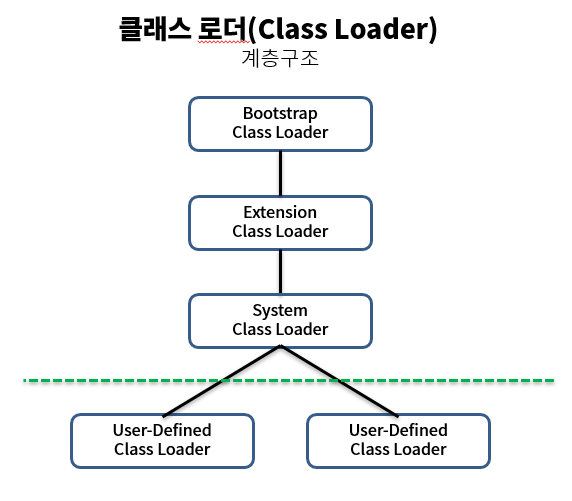 클래스 로더(Class Loader)
계층구조
Bootstrap
Class Loader
Extension
Class Loader
System
Class Loader
User-Defined
Class Loader
User-Defined
Class Loader